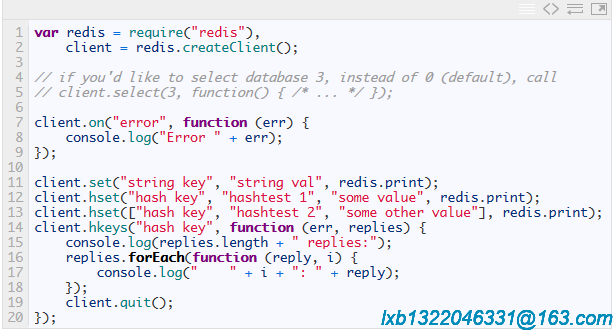 1 var redis = require("redis"),
2     client = redis.createClient();
3
4 // if you'd like to select database 3, instead of 0 (default), call
5 // client.select(3, function() { /* ... */ });
6
7 client.on("error", function (err) {
8     console.log("Error " + err);
9 });
10
11 client.set("string key", "string val", redis.print);
12 client.hset("hash key", "hashtest 1", "some value", redis.print);
13 client.hset(["hash key", "hashtest 2", "some other value"], redis.print);
14 client.hkeys("hash key", function (err, replies) {
15     console.log(replies.length + " replies:");
16     replies.forEach(function (reply, i) {
17         console.log("    " + i + ": " + reply);
18     });
19     client.quit();
20 });
lxb1322046331@163.com